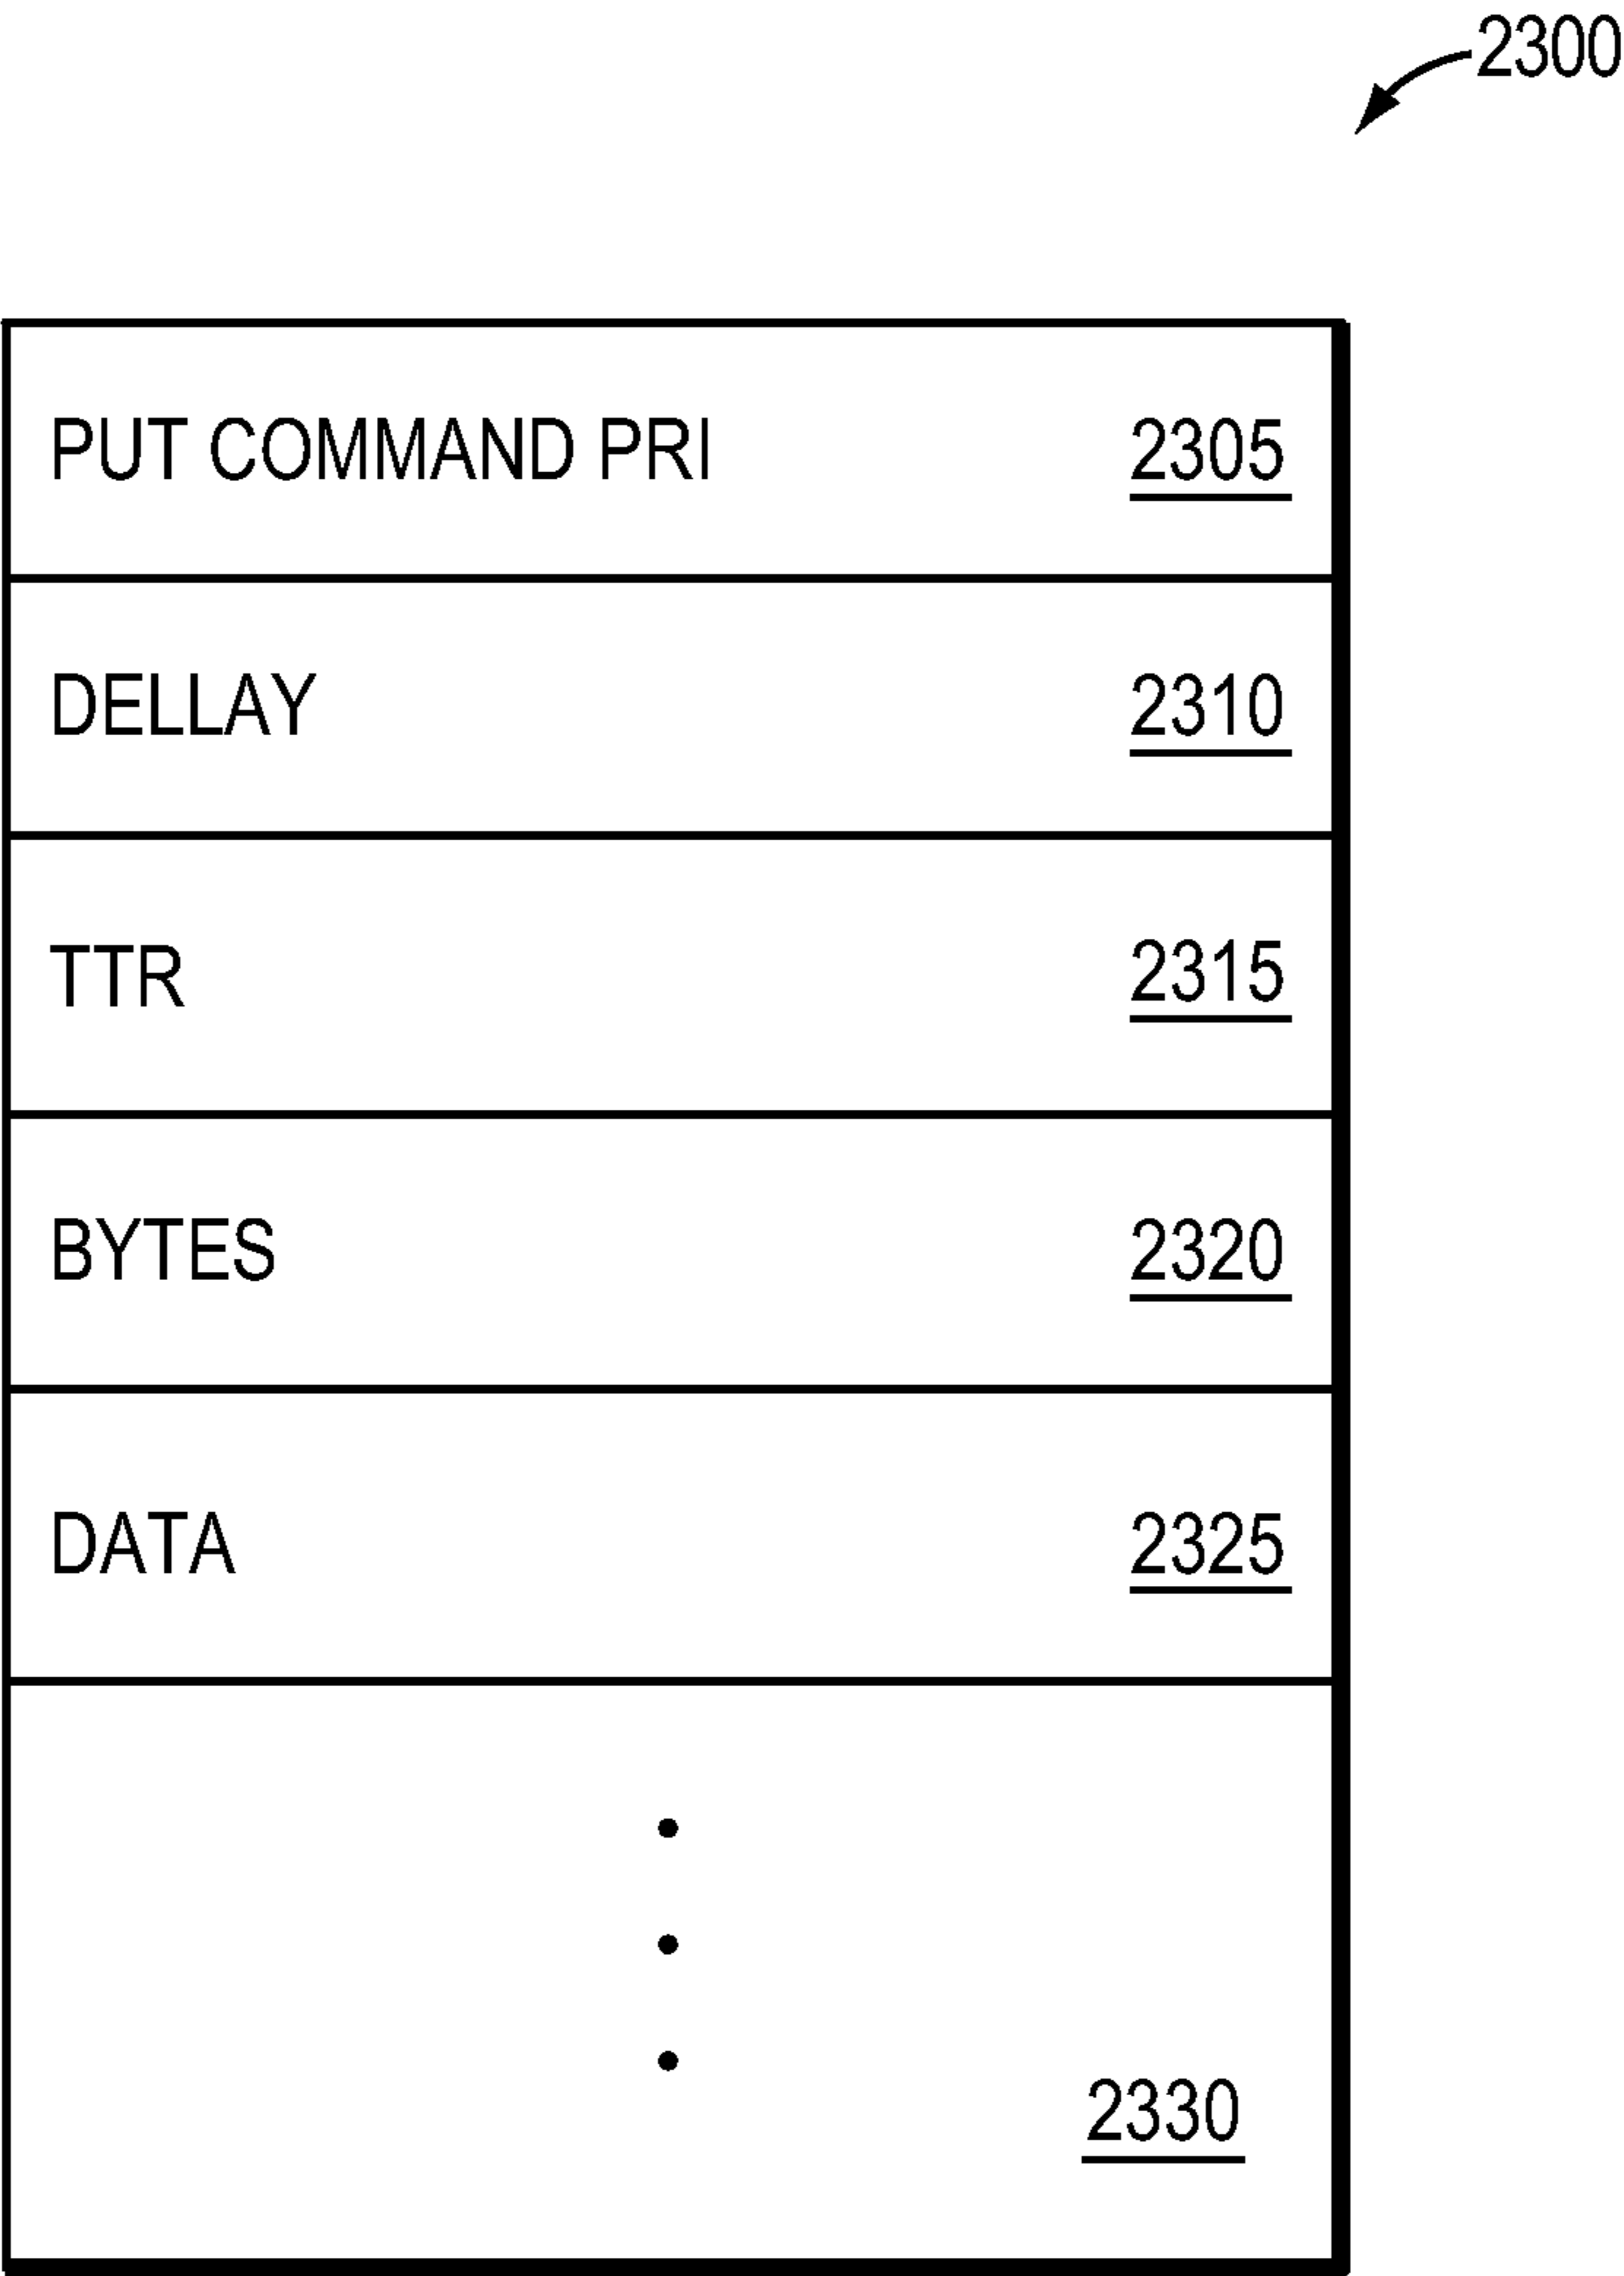 2300
PUT COMMAND PRI 2305
DELLAY 2310
TTR 2315
BYTES 2320
DATA 2325
2330